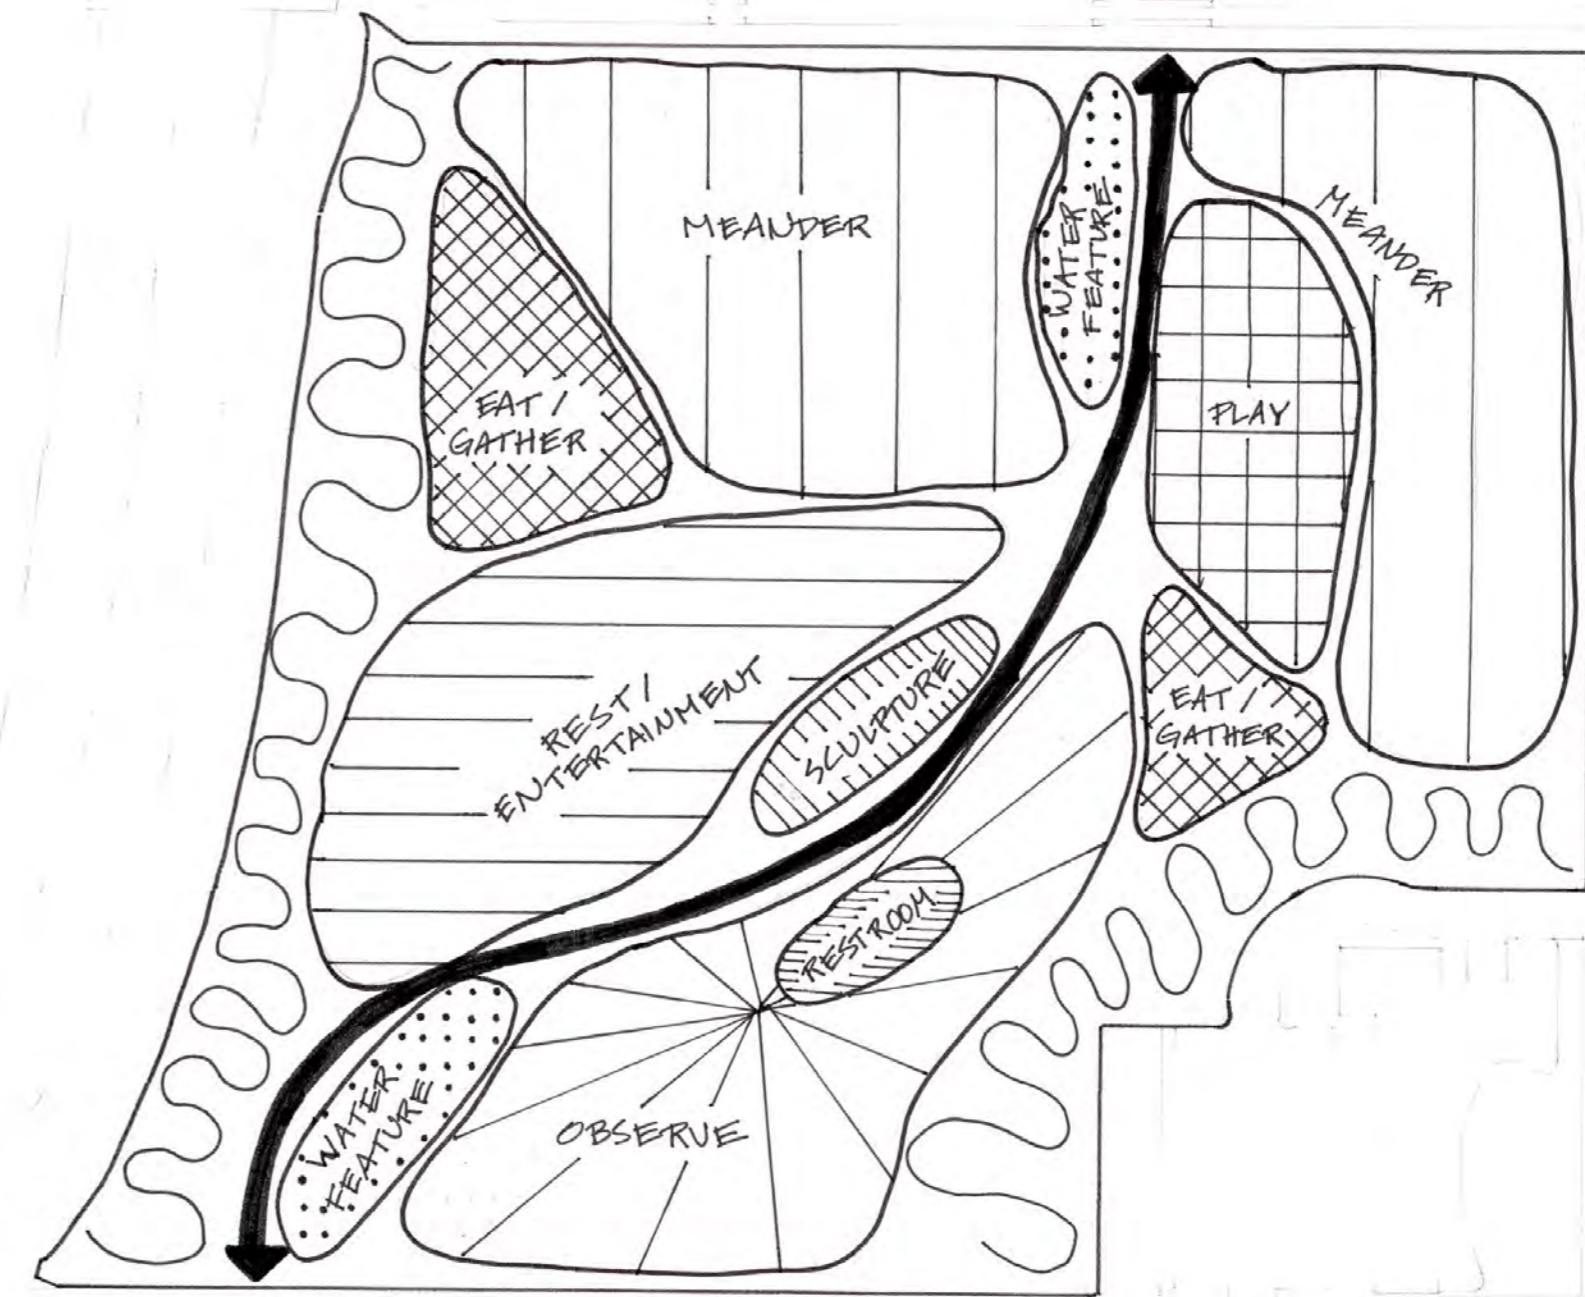 MEANDER
WATER
FEATURE
MEANDER
EAT /
GATHER
PLAY
REST /
ENTERTAINMENT
SCULPTURE
EAT /
GATHER
RESTROOM
WATER
FEATURE
OBSERVE